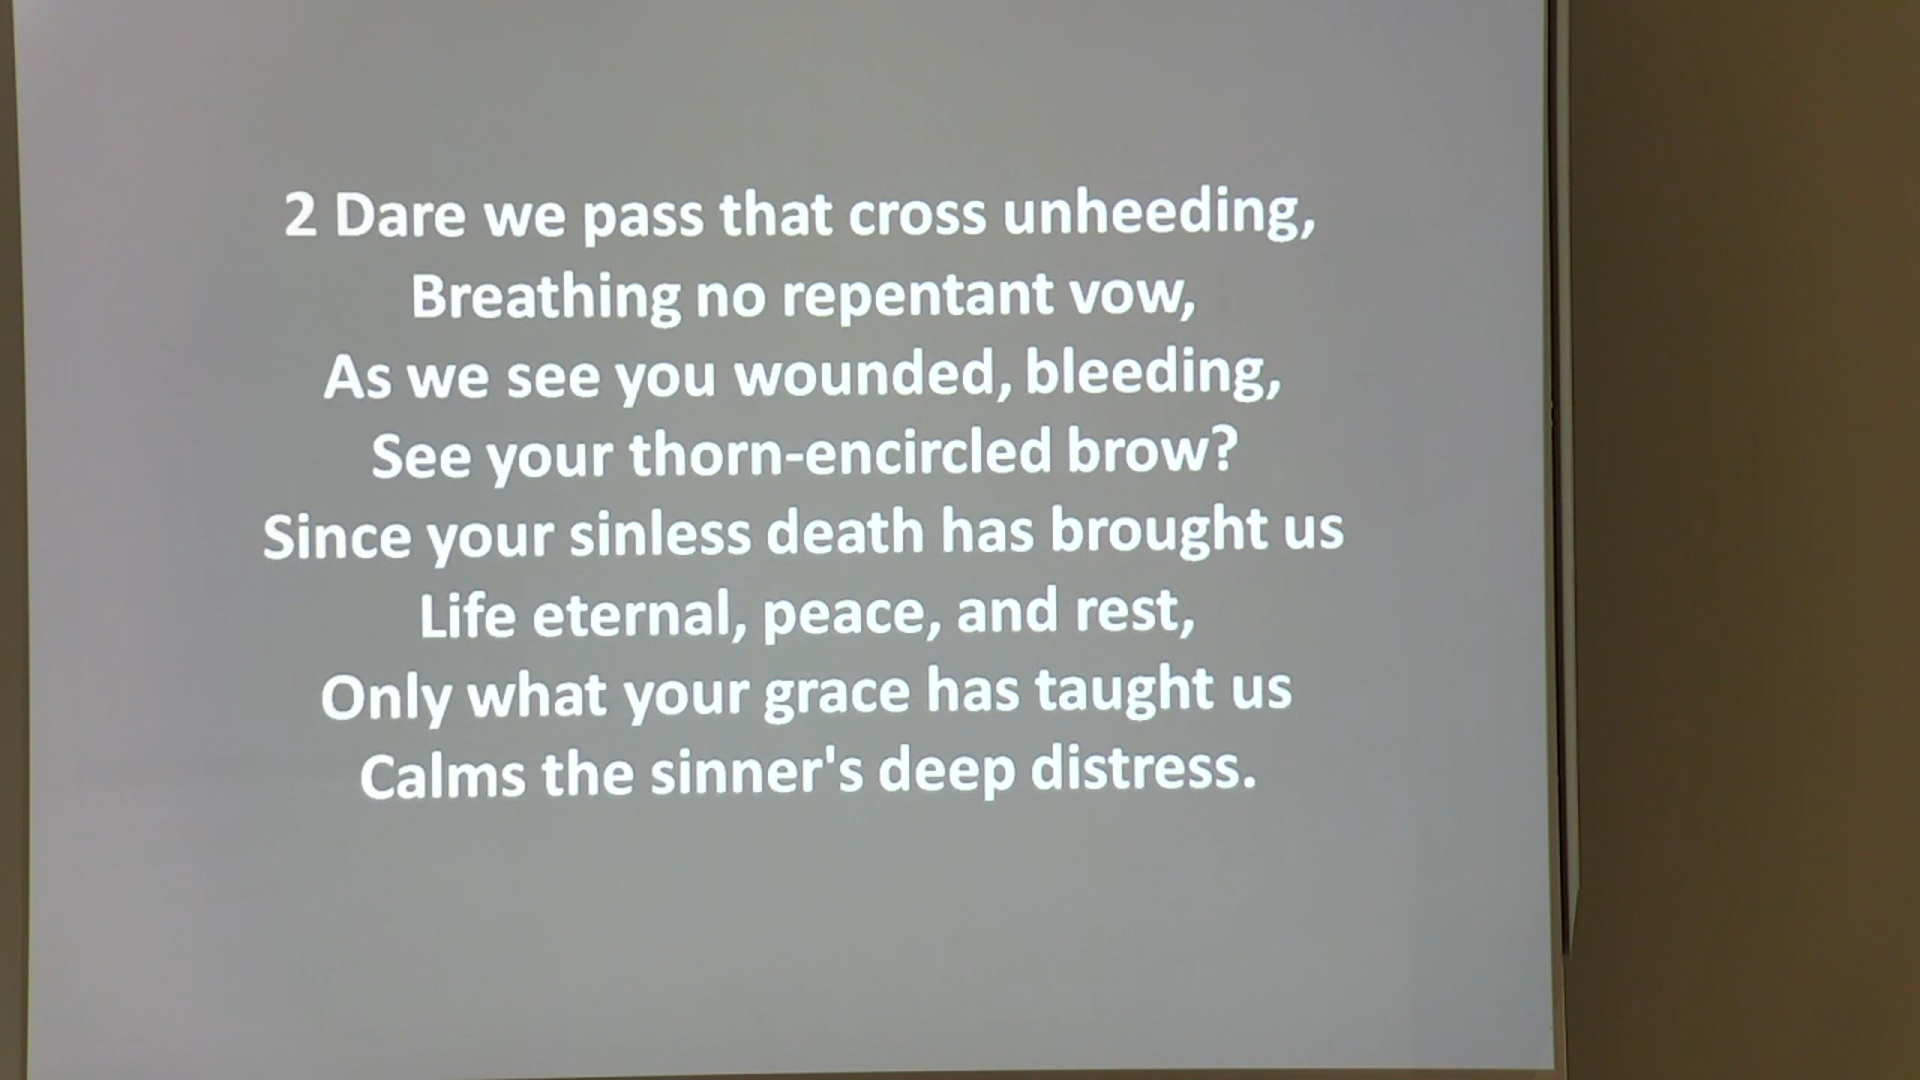 2 Dare we pass that cross unheeding,
Breathing no repentant vow,
As we see you wounded, bleeding,
See your thorn-encircled brow?
Since your sinless death has brought us
Life eternal, peace, and rest,
Only what your grace has taught us
Calms the sinner's deep distress.